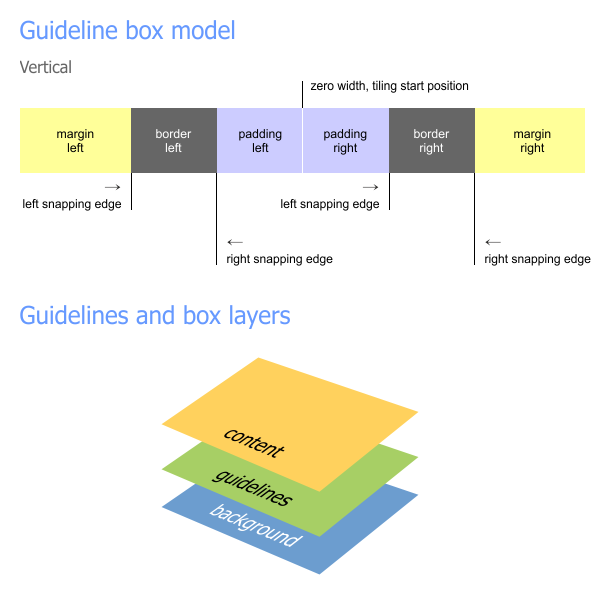 Guideline box model
Vertical
zero width, tiling start position
margin
left
border
left
padding
left
padding
right
border
right
margin
right
→
→
left snapping edge
left snapping edge
←
←
right snapping edge
right snapping edge
Guidelines and box layers
content
guidelines
background